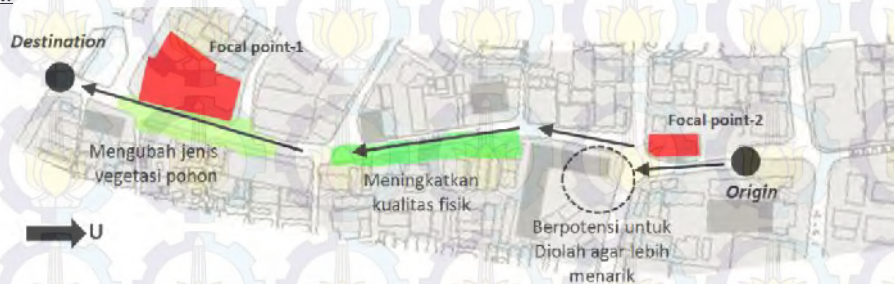 Destination
Focal point-1
Focal point-2
Mengubah jenis
vegetasi pohon
Meningkatkan
kualitas fisik
Origin
Berpotensi untuk
Diolah agar lebih
menarik
U